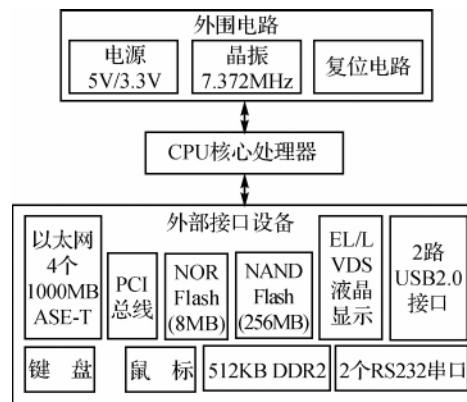 外围电路
电源
5V/3.3V
晶振
7.372MHz
复位电路
CPU核心处理器
外部接口设备
以太网
4个
1000MB
ASE-T
PCI
总线
NOR
Flash
(8MB)
NAND
Flash
(256MB)
EL/L
VDS
液晶
显示
2路
USB2.0
接口
键 盘
鼠 标
512KB DDR2
2个RS232串口